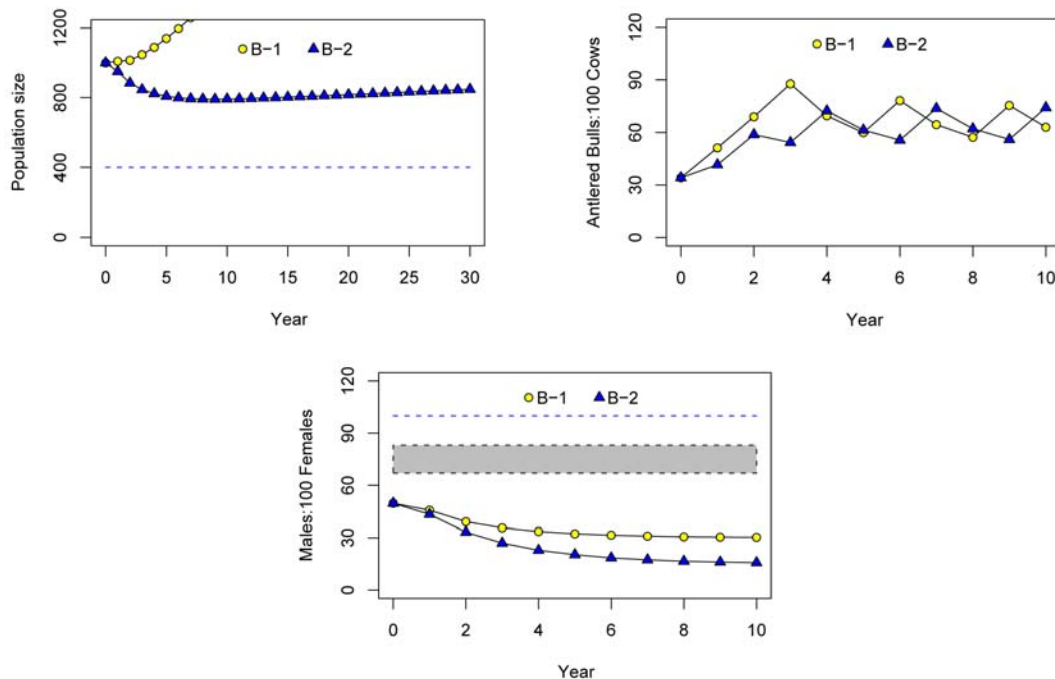 Population size
1200
800
400
0
B−1 B−2
0 5 10 15 20 25 30
Year
Antlered Bulls:100 Cows
120
90
60
30
0
B−1 B−2
0 2 4 6 8 10
Year
Males:100 Females
120
90
60
30
0
B−1 B−2
0 2 4 6 8 10
Year